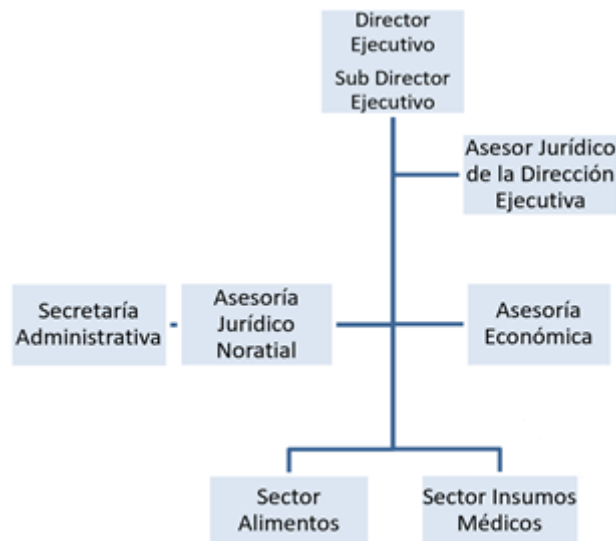 Director
Ejecutivo
Sub Director
Ejecutivo
Asesor Jurídico
de la Dirección
Ejecutiva
Secretaría
Administrativa
Asesoría
Jurídico
Noratial
Asesoría
Económica
Sector
Alimentos
Sector Insumos
Médicos